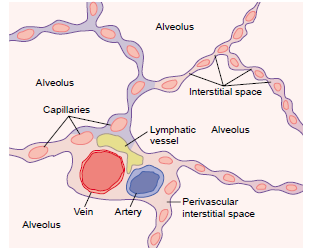 Alveolus
Alveolus
Interstitial space
Capillaries
Lymphatic
vessel
Alveolus
Vein
Artery
Perivascular
interstitial space
Alveolus